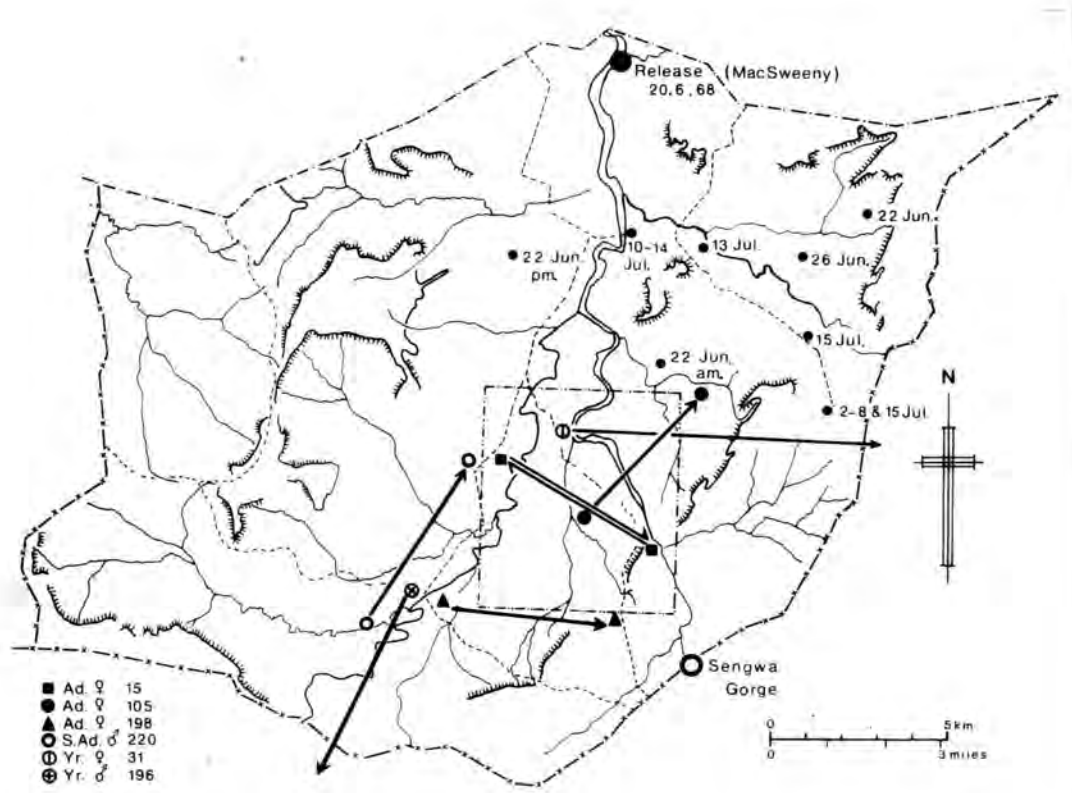 Release (MacSweeny)
20.6.68
22 Jun.
10-14
Jul.
13 Jul.
22 Jun.
pm.
26 Jun.
15 Jul.
22 Jun.
am.
N
2-8 & 15 Jul.
Sengwa
Gorge
Ad. ♀ 15
Ad. ♀ 105
Ad. ♀ 198
S.Ad. ♂ 220
Yr. ♀ 31
Yr. ♂ 196
0 5km
0 3 miles